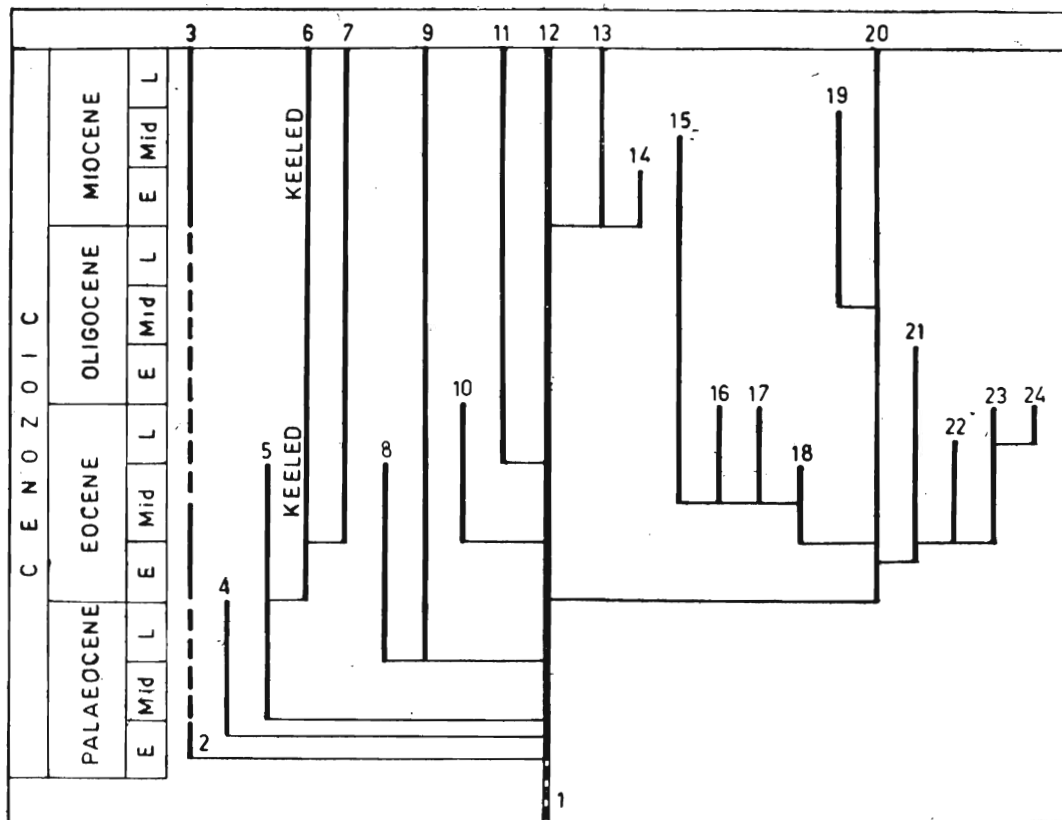 3 6 7 9 11 12 13 20
19
15
14
21
10 16 17 23 24
22
5 8 18
4
2
1
KEELED
KEELED
CENOZOIC
MIOCENE
L
Mid
E
OLIGOCENE
L
Mid
E
EOCENE
L
Mid
E
PALAEOCENE
L
Mid
E